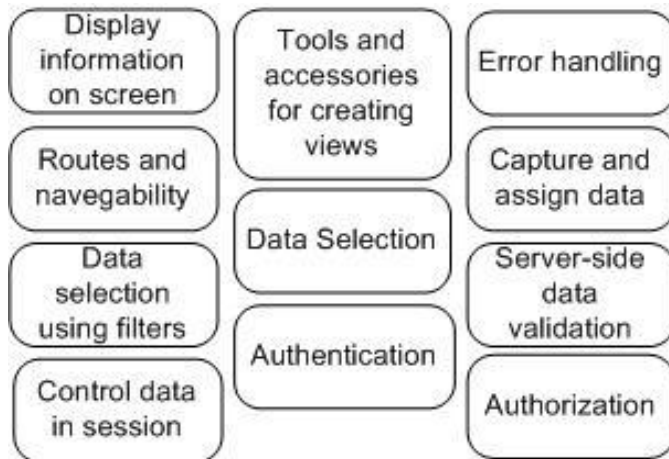 Display
information
on screen
Routes and
navegability
Data
selection
using filters
Control data
in session
Tools and
accessories
for creating
views
Data Selection
Authentication
Error handling
Capture and
assign data
Server-side
data
validation
Authorization